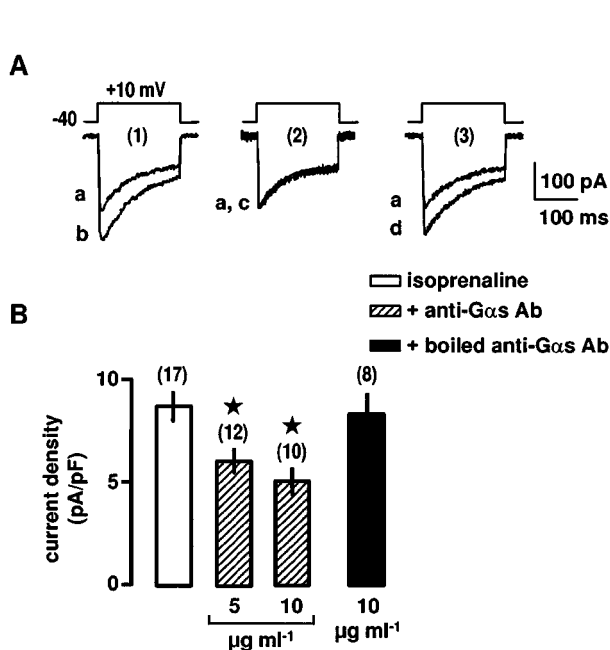 A
+10 mV
-40 (1) (2) (3)
a a, c a
b d
100 pA
100 ms
isoprenaline
B
+ anti-Gαs Ab
+ boiled anti-Gαs Ab
10 (17) (8)
★ ★
(12) (10)
5
0
current density
(pA/pF)
5 10 10
µg ml-1 µg ml-1